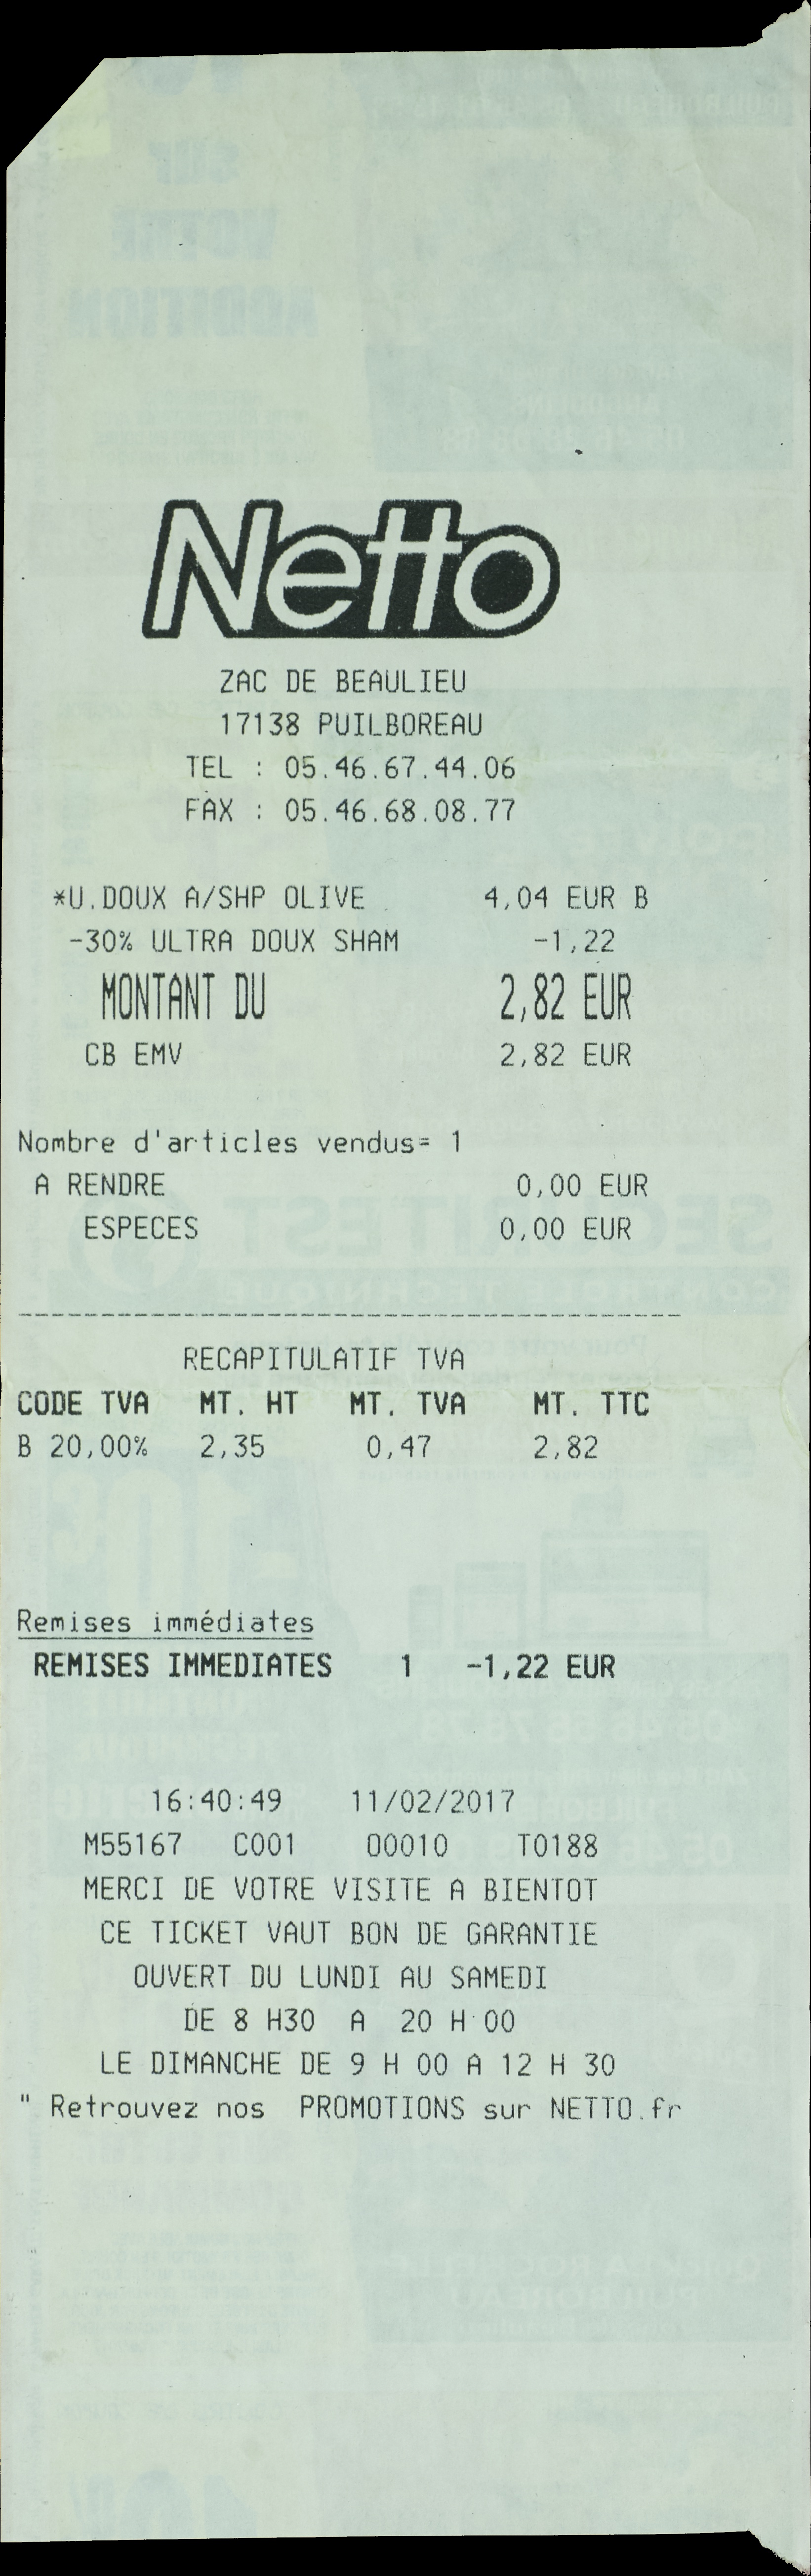 Netto
ZAC DE BEAULIEU
17138 PUILBOREAU
TEL : 05.46.67.44.06
FAX : 05.46.68.08.77
*U.DOUX A/SHP OLIVE 4,04 EUR B
-30% ULTRA DOUX SHAM -1,22
MONTANT DU 2,82 EUR
CB EMV 2,82 EUR
Nombre d'articles vendus= 1
A RENDRE 0,00 EUR
ESPECES 0,00 EUR
RECAPITULATIF TVA
CODE TVA MT. HT MT. TVA MT. TTC
B 20,00% 2,35 0,47 2,82
Remises immédiates
REMISES IMMEDIATES 1 -1,22 EUR
16:40:49 11/02/2017
M55167 C001 00010 T0188
MERCI DE VOTRE VISITE A BIENTOT
CE TICKET VAUT BON DE GARANTIE
OUVERT DU LUNDI AU SAMEDI
DE 8 H30 A 20 H 00
LE DIMANCHE DE 9 H 00 A 12 H 30
" Retrouvez nos PROMOTIONS sur NETTO.fr